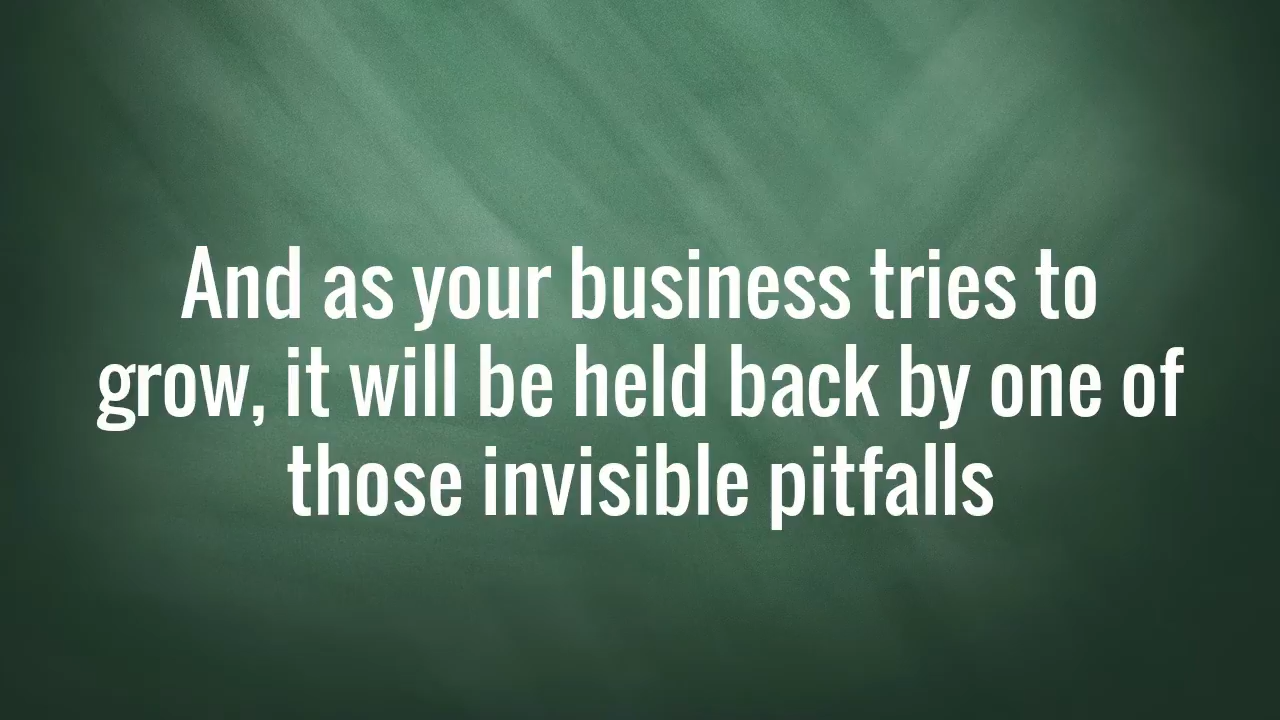 And as your business tries to
grow, it will be held back by one of
those invisible pitfalls